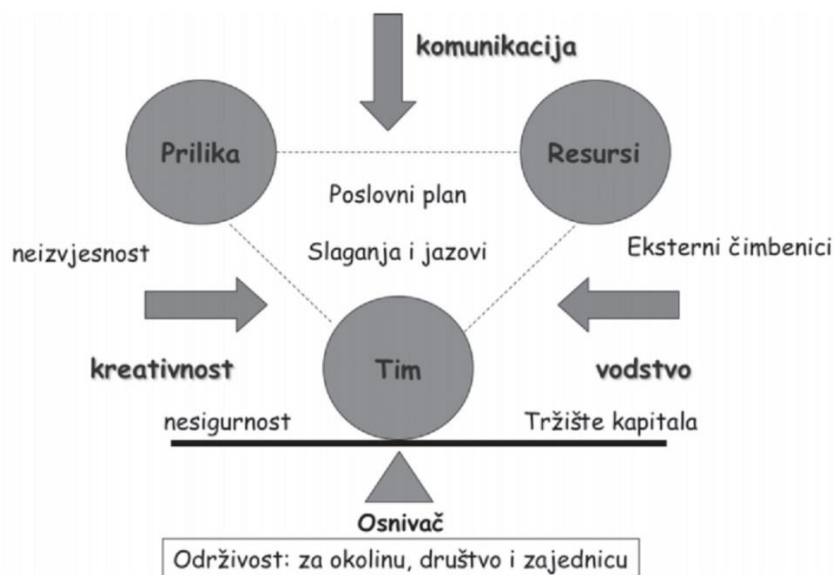 komunikacija
Prilika
Resursi
Poslovni plan
Slaganja i jazovi
neizvjesnost
Eksterni čimbenici
kreativnost
Tim
vodstvo
nesigurnost
Tržište kapitala
Osnivač
Održivost: za okolinu, društvo i zajednicu